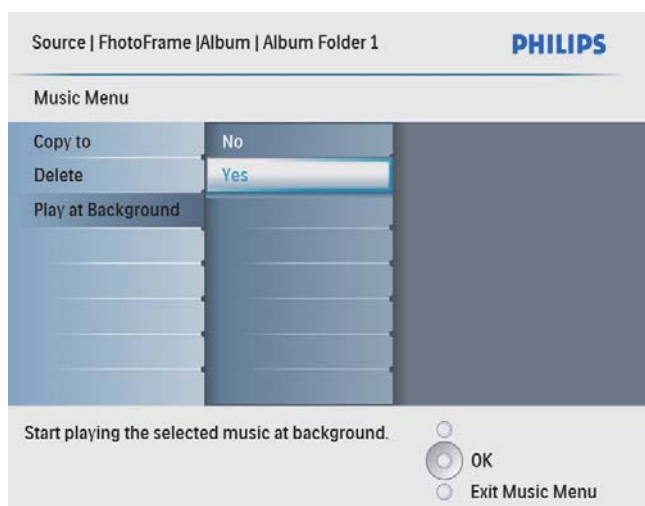 Source | FhotoFrame |Album | Album Folder 1
PHILIPS
Music Menu
Copy to
No
Delete
Yes
Play at Background
Start playing the selected music at background.
OK
Exit Music Menu